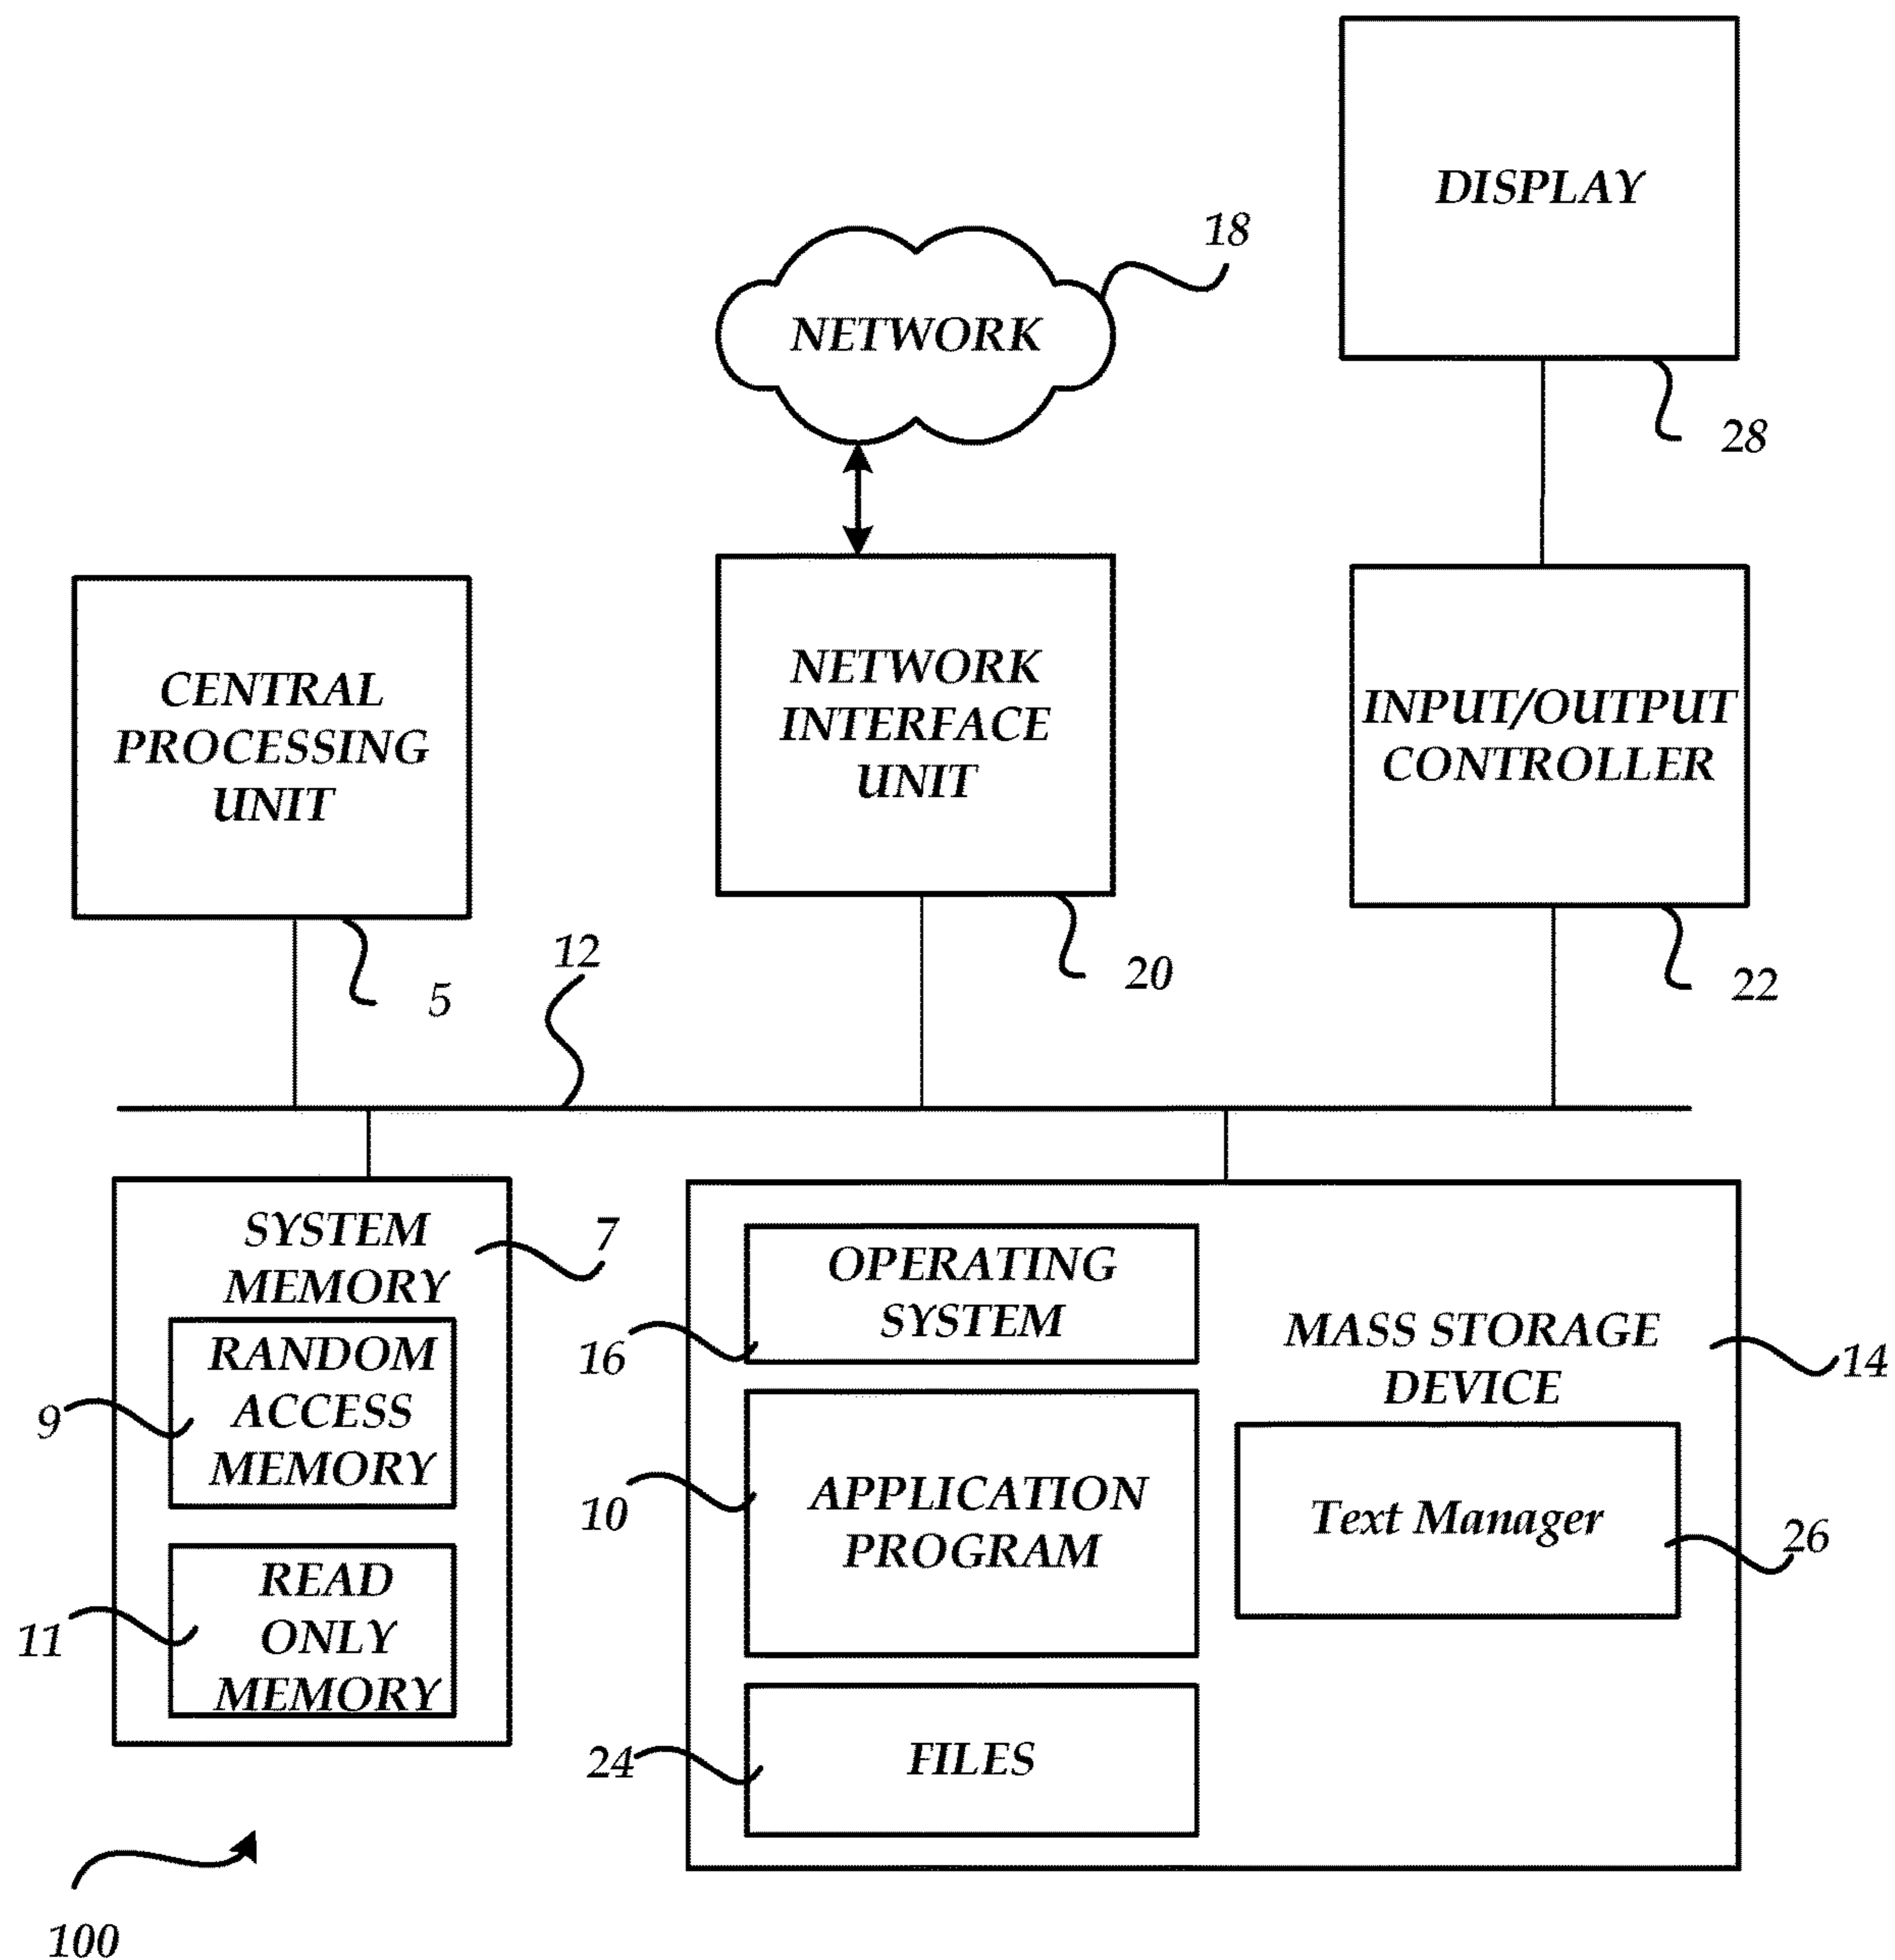 DISPLAY
28
18
NETWORK
CENTRAL
PROCESSING
UNIT
5
NETWORK
INTERFACE
UNIT
20
INPUT/OUTPUT
CONTROLLER
22
12
SYSTEM
MEMORY
7
RANDOM
ACCESS
MEMORY
9
READ
ONLY
MEMORY
11
OPERATING
SYSTEM
16
MASS STORAGE
DEVICE
14
APPLICATION
PROGRAM
10
Text Manager
26
FILES
24
100